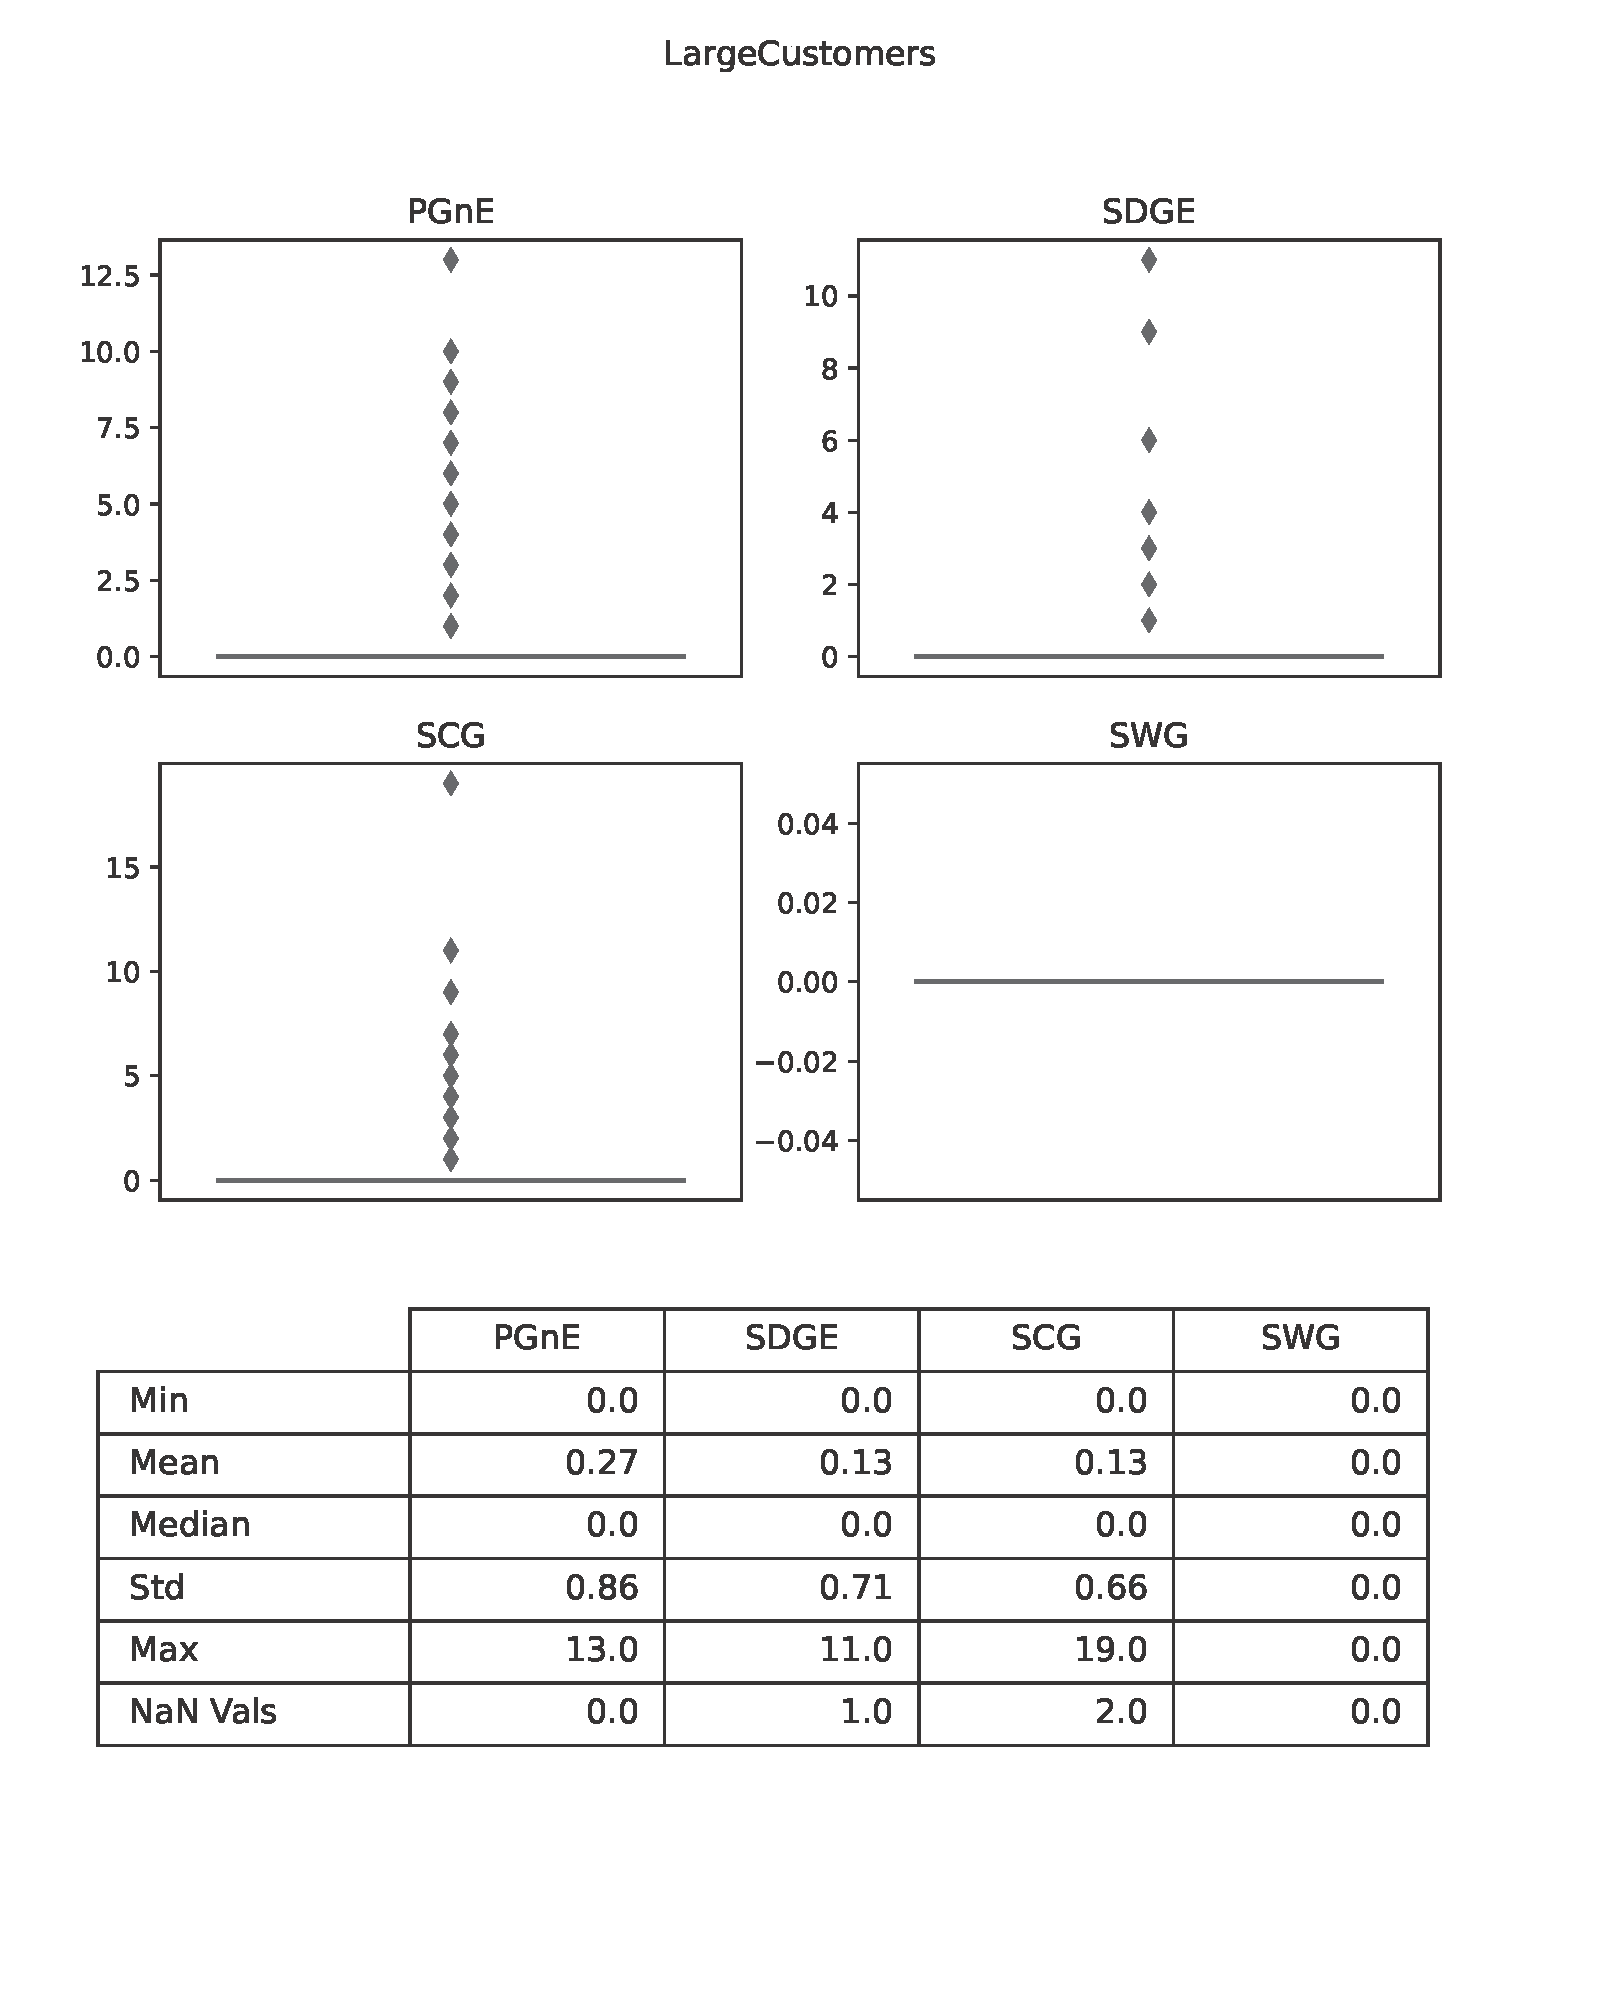 LargeCustomers
PGnE
12.5
10.0
7.5
5.0
2.5
0.0
SDGE
10
8
6
4
2
0
SCG
15
10
5
0
SWG
0.04
0.02
0.00
−0.02
−0.04
PGnE SDGE SCG SWG
Min 0.0 0.0 0.0 0.0
Mean 0.27 0.13 0.13 0.0
Median 0.0 0.0 0.0 0.0
Std 0.86 0.71 0.66 0.0
Max 13.0 11.0 19.0 0.0
NaN Vals 0.0 1.0 2.0 0.0